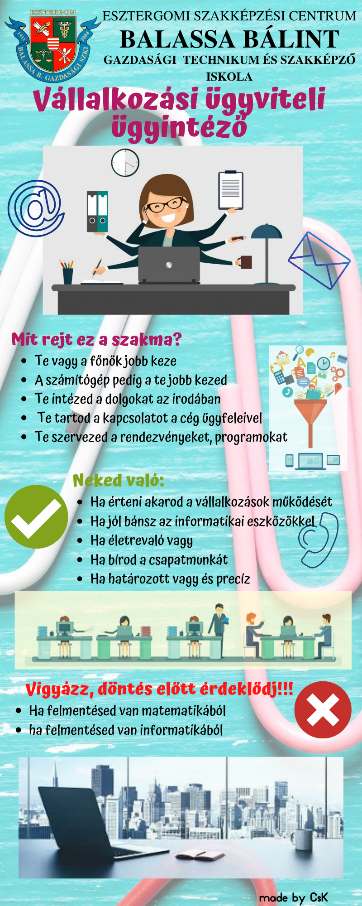 ESZTERGOM
ESZTERGOMI SZAKKÉPZÉSI CENTRUM
BALASSA BÁLINT
GAZDASÁGI TECHNIKUM ÉS SZAKKÉPZŐ
ISKOLA
Vállalkozási ügyviteli
ügyintéző
@
Mit rejt ez a szakma?
• Te vagy a főnök jobb keze
• A számítógép pedig a te jobb kezed
• Te intézed a dolgokat az irodában
• Te tartod a kapcsolatot a cég ügyfeleivel
• Te szervezed a rendezvényeket, programokat
Neked való:
• Ha érteni akarod a vállalkozások működését
• Ha jól bánsz az informatikai eszközökkel
• Ha életrevaló vagy
• Ha bírod a csapatmunkát
• Ha határozott vagy és precíz
Vigyázz, döntés előtt érdeklődj!!!
• Ha felmentésed van matematikából
• ha felmentésed van informatikából
made by CsK